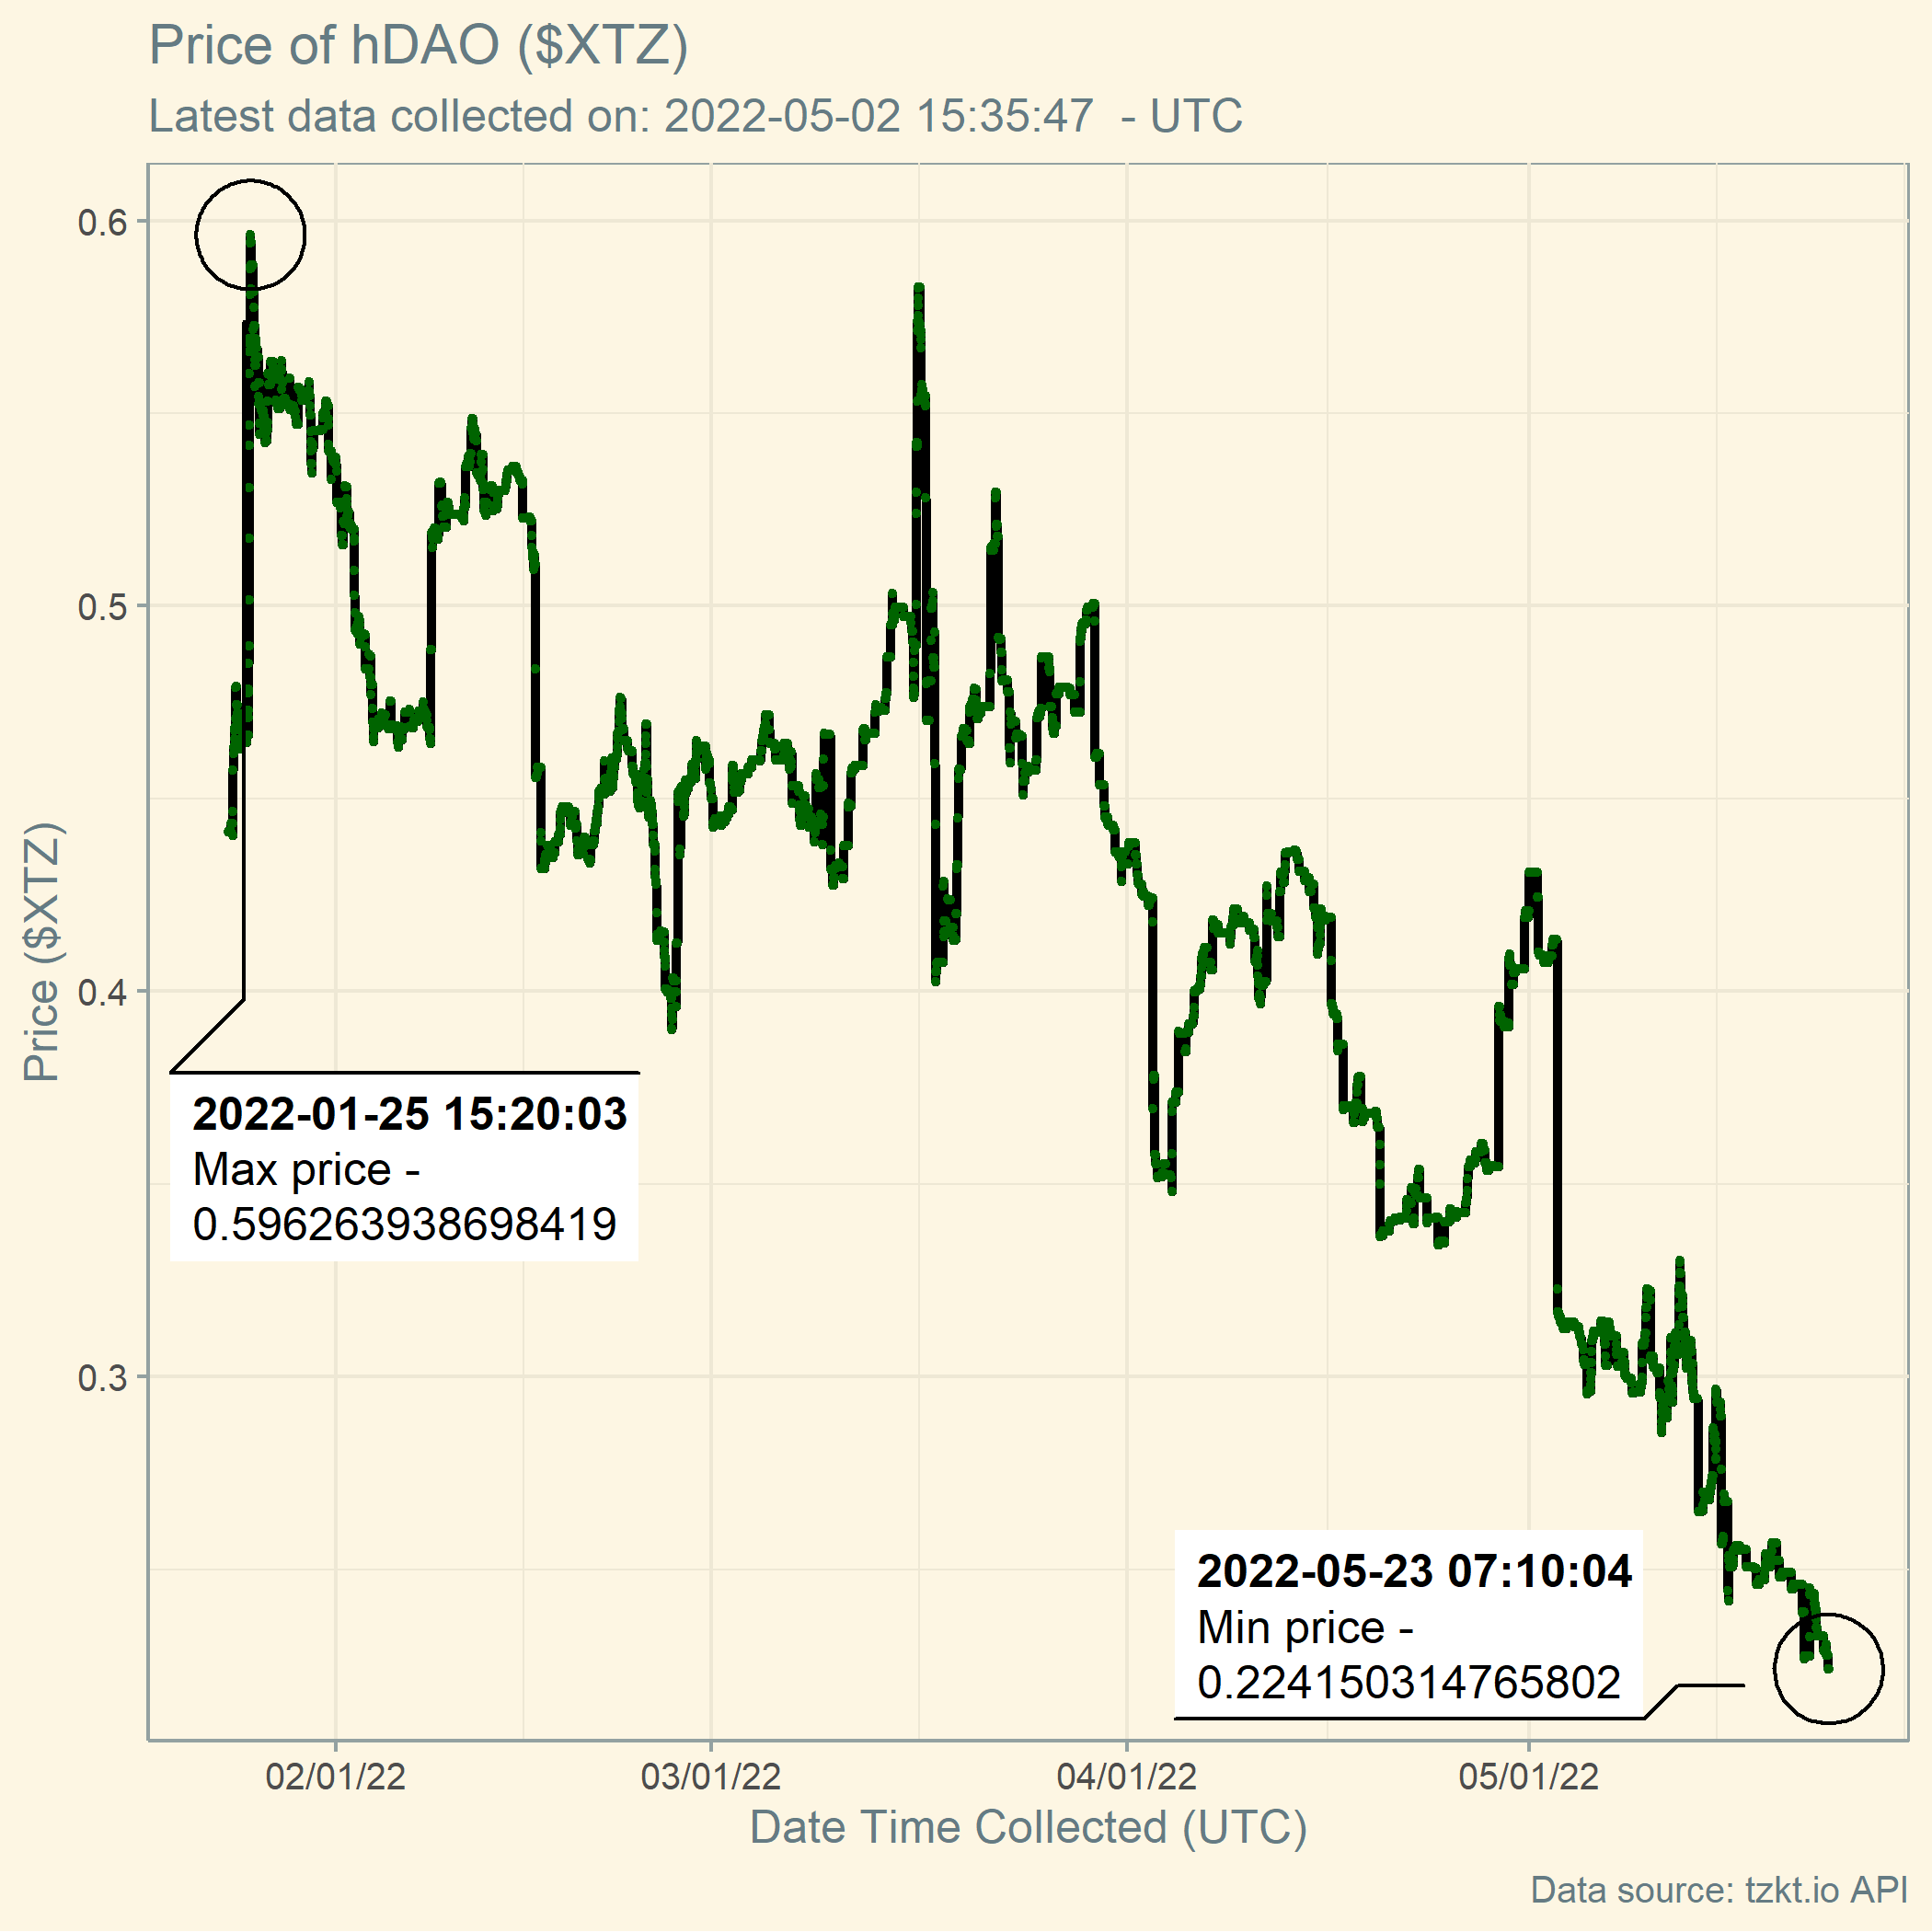 Price of hDAO ($XTZ)
Latest data collected on: 2022-05-02 15:35:47  - UTC
Price ($XTZ)
0.6
0.5
0.4
0.3
2022-01-25 15:20:03
Max price -
0.596263938698419
2022-05-23 07:10:04
Min price -
0.224150314765802
02/01/22
03/01/22
04/01/22
05/01/22
Date Time Collected (UTC)
Data source: tzkt.io API